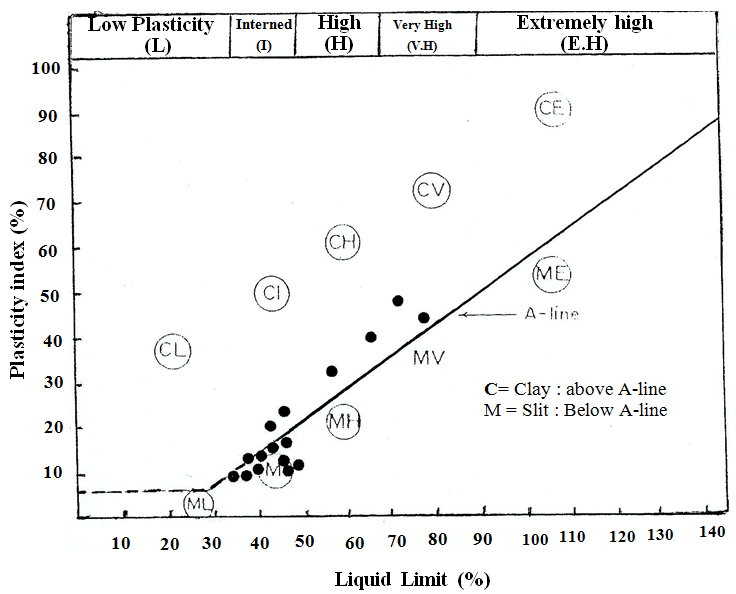 Low Plasticity
(L)
Interned
(I)
High
(H)
Very High
(V.H)
Extremely high
(E.H)
100
90
80
70
60
50
40
30
20
10
Plasticity index (%)
CE
CV
CH
CI
CL
ME
A-line
MV
MH
ML
C= Clay : above A-line
M = Slit : Below A-line
10
20
30
40
50
60
70
80
90
100
110
120
130
140
Liquid Limit (%)